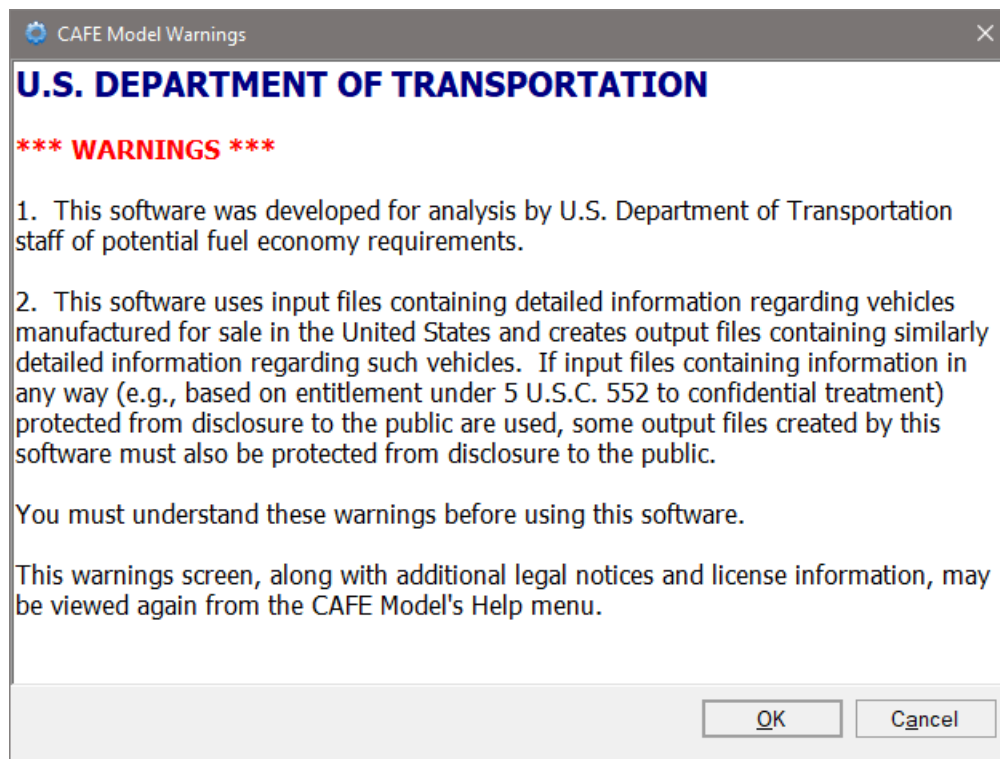 CAFE Model Warnings
U.S. DEPARTMENT OF TRANSPORTATION
*** WARNINGS ***
1.  This software was developed for analysis by U.S. Department of Transportation
staff of potential fuel economy requirements.
2.  This software uses input files containing detailed information regarding vehicles
manufactured for sale in the United States and creates output files containing similarly
detailed information regarding such vehicles.  If input files containing information in
any way (e.g., based on entitlement under 5 U.S.C. 552 to confidential treatment)
protected from disclosure to the public are used, some output files created by this
software must also be protected from disclosure to the public.
You must understand these warnings before using this software.
This warnings screen, along with additional legal notices and license information, may
be viewed again from the CAFE Model's Help menu.
OK Cancel